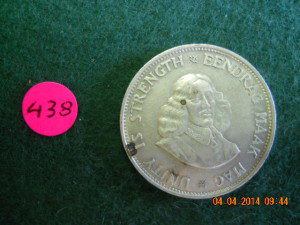 438
UNITY IS STRENGTH * EENDRAG MAAK MAG
04-04-2014 09:44